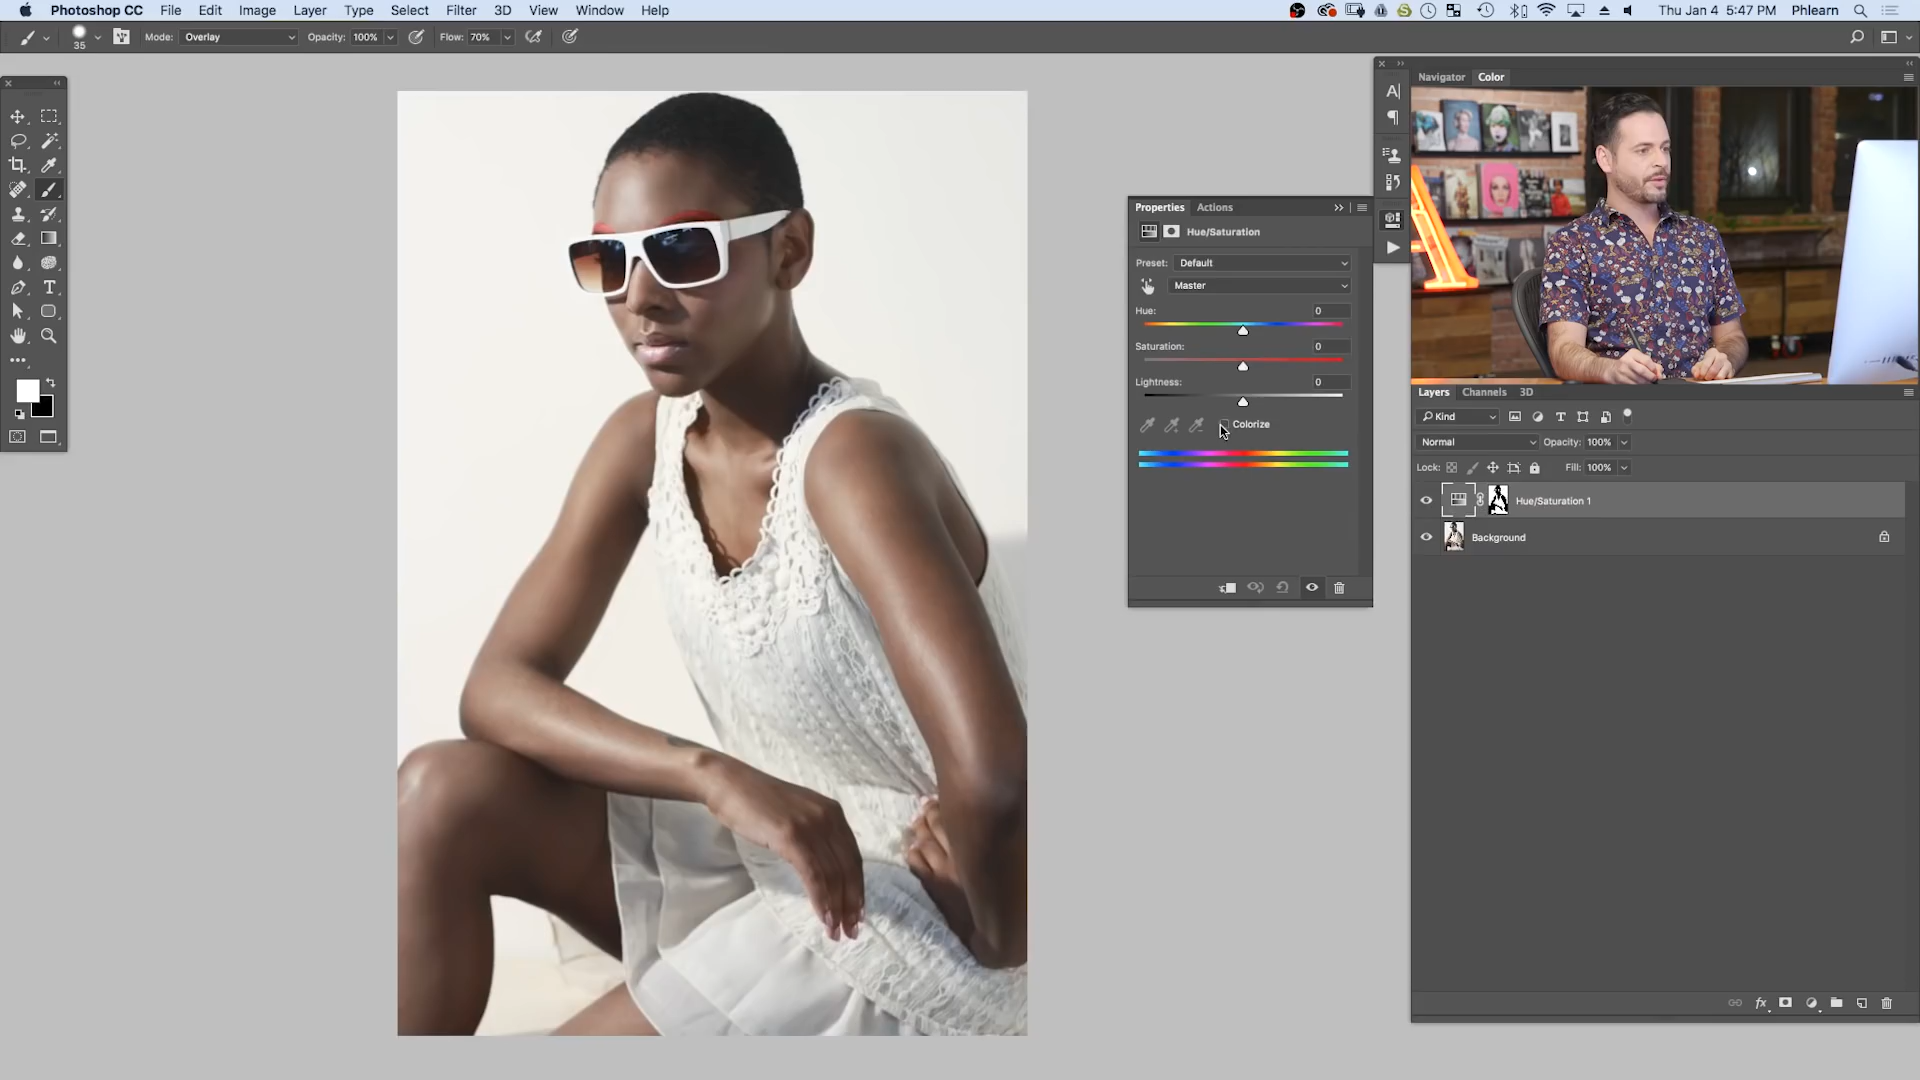 Photoshop CC File Edit Image Layer Type Select Filter 3D View Window Help Thu Jan 4 5:47 PM Phlearn
35 Mode: Overlay Opacity: 100% Flow: 70%
Navigator Color
Properties Actions
Hue/Saturation
Preset: Default
Master
Hue: 0
Saturation: 0
Lightness: 0
Colorize
Layers Channels 3D
Kind
Normal Opacity: 100%
Lock: Fill: 100%
Hue/Saturation 1
Background